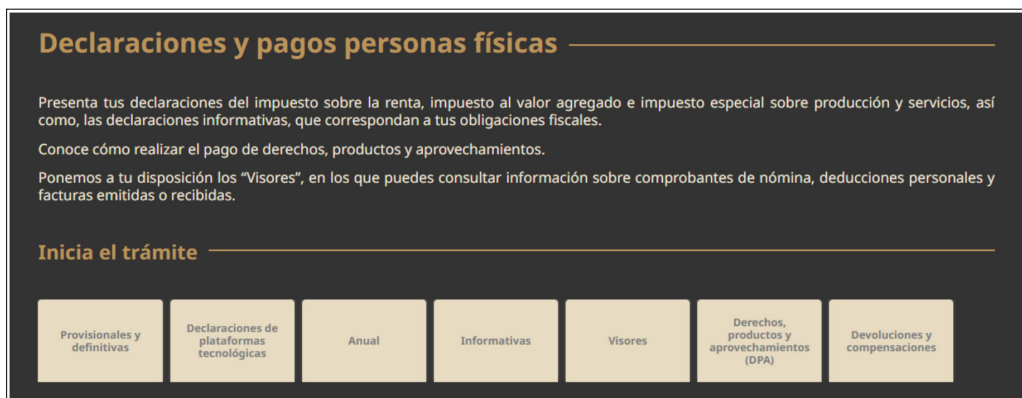 Declaraciones y pagos personas físicas
Presenta tus declaraciones del impuesto sobre la renta, impuesto al valor agregado e impuesto especial sobre producción y servicios, así
como, las declaraciones informativas, que correspondan a tus obligaciones fiscales.
Conoce cómo realizar el pago de derechos, productos y aprovechamientos.
Ponemos a tu disposición los “Visores”, en los que puedes consultar información sobre comprobantes de nómina, deducciones personales y
facturas emitidas o recibidas.
Inicia el trámite
Provisionales y
definitivas
Declaraciones de
plataformas
tecnológicas
Anual
Informativas
Visores
Derechos,
productos y
aprovechamientos
(DPA)
Devoluciones y
compensaciones